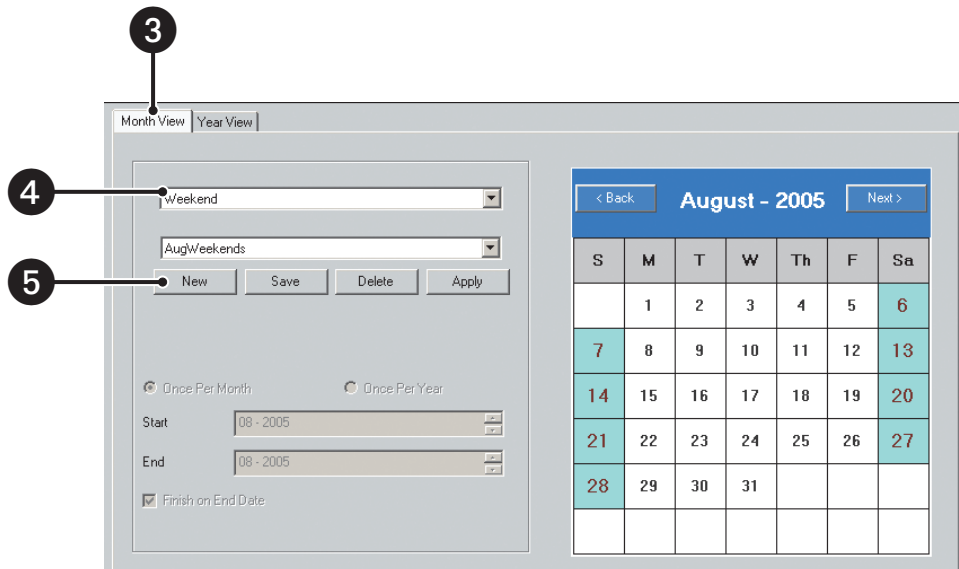 3
Month View Year View
4
Weekend
AugWeekends
5
New Save Delete Apply
Once Per Month Once Per Year
Start 08 - 2005
End 08 - 2005
Finish on End Date
< Back August - 2005 Next >
S M T W Th F Sa
1 2 3 4 5 6
7 8 9 10 11 12 13
14 15 16 17 18 19 20
21 22 23 24 25 26 27
28 29 30 31